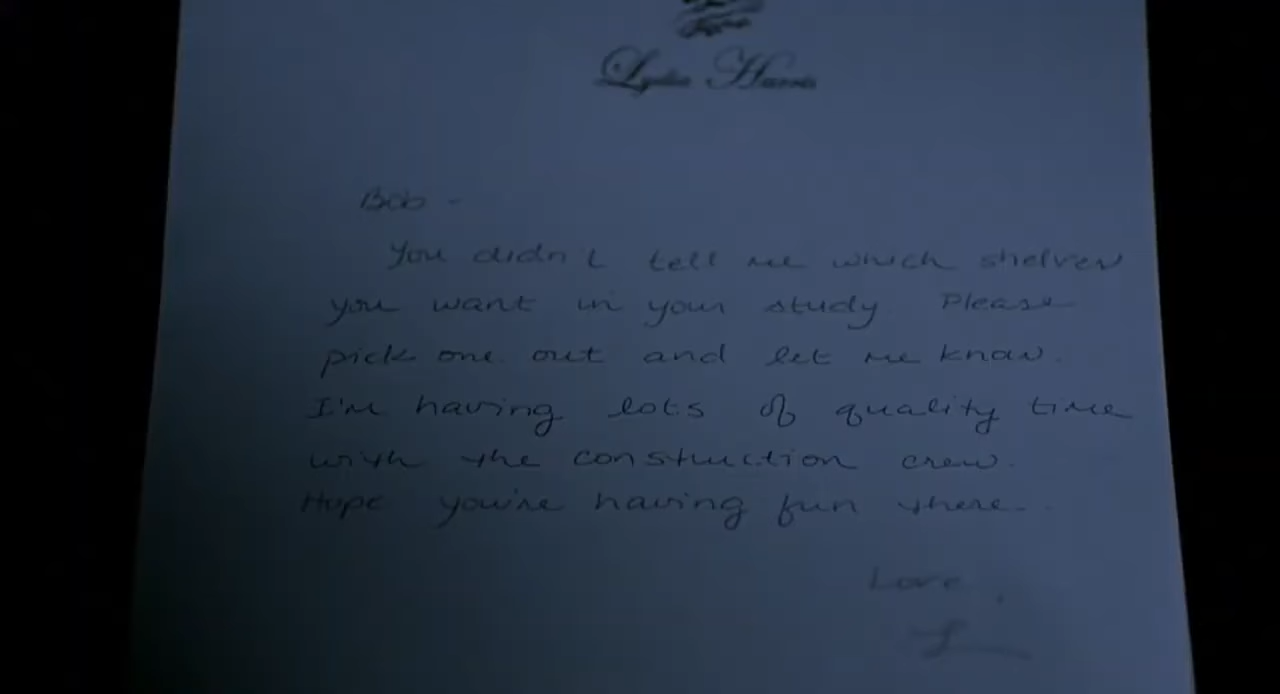 Lydia Harris
Bob -
You didn't tell me which shelves
you want in your study. Please
pick one out and let me know.
I'm having lots of quality time
with the construction crew.
Hope you're having fun there.
Love,
L